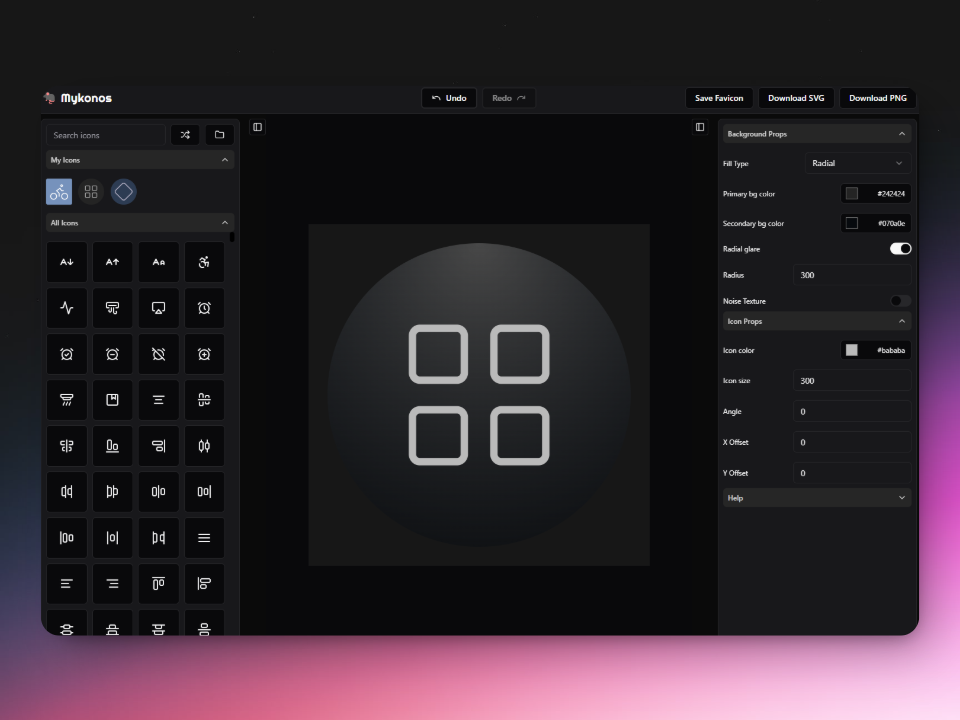 Mykonos
Undo
Redo
Save Favicon
Download SVG
Download PNG
Search icons
My Icons
All Icons
Background Props
Fill Type
Radial
Primary bg color
#242424
Secondary bg color
#070a0e
Radial glare
Radius
300
Noise Texture
Icon Props
Icon color
#bababa
Icon size
300
Angle
0
X Offset
0
Y Offset
0
Help